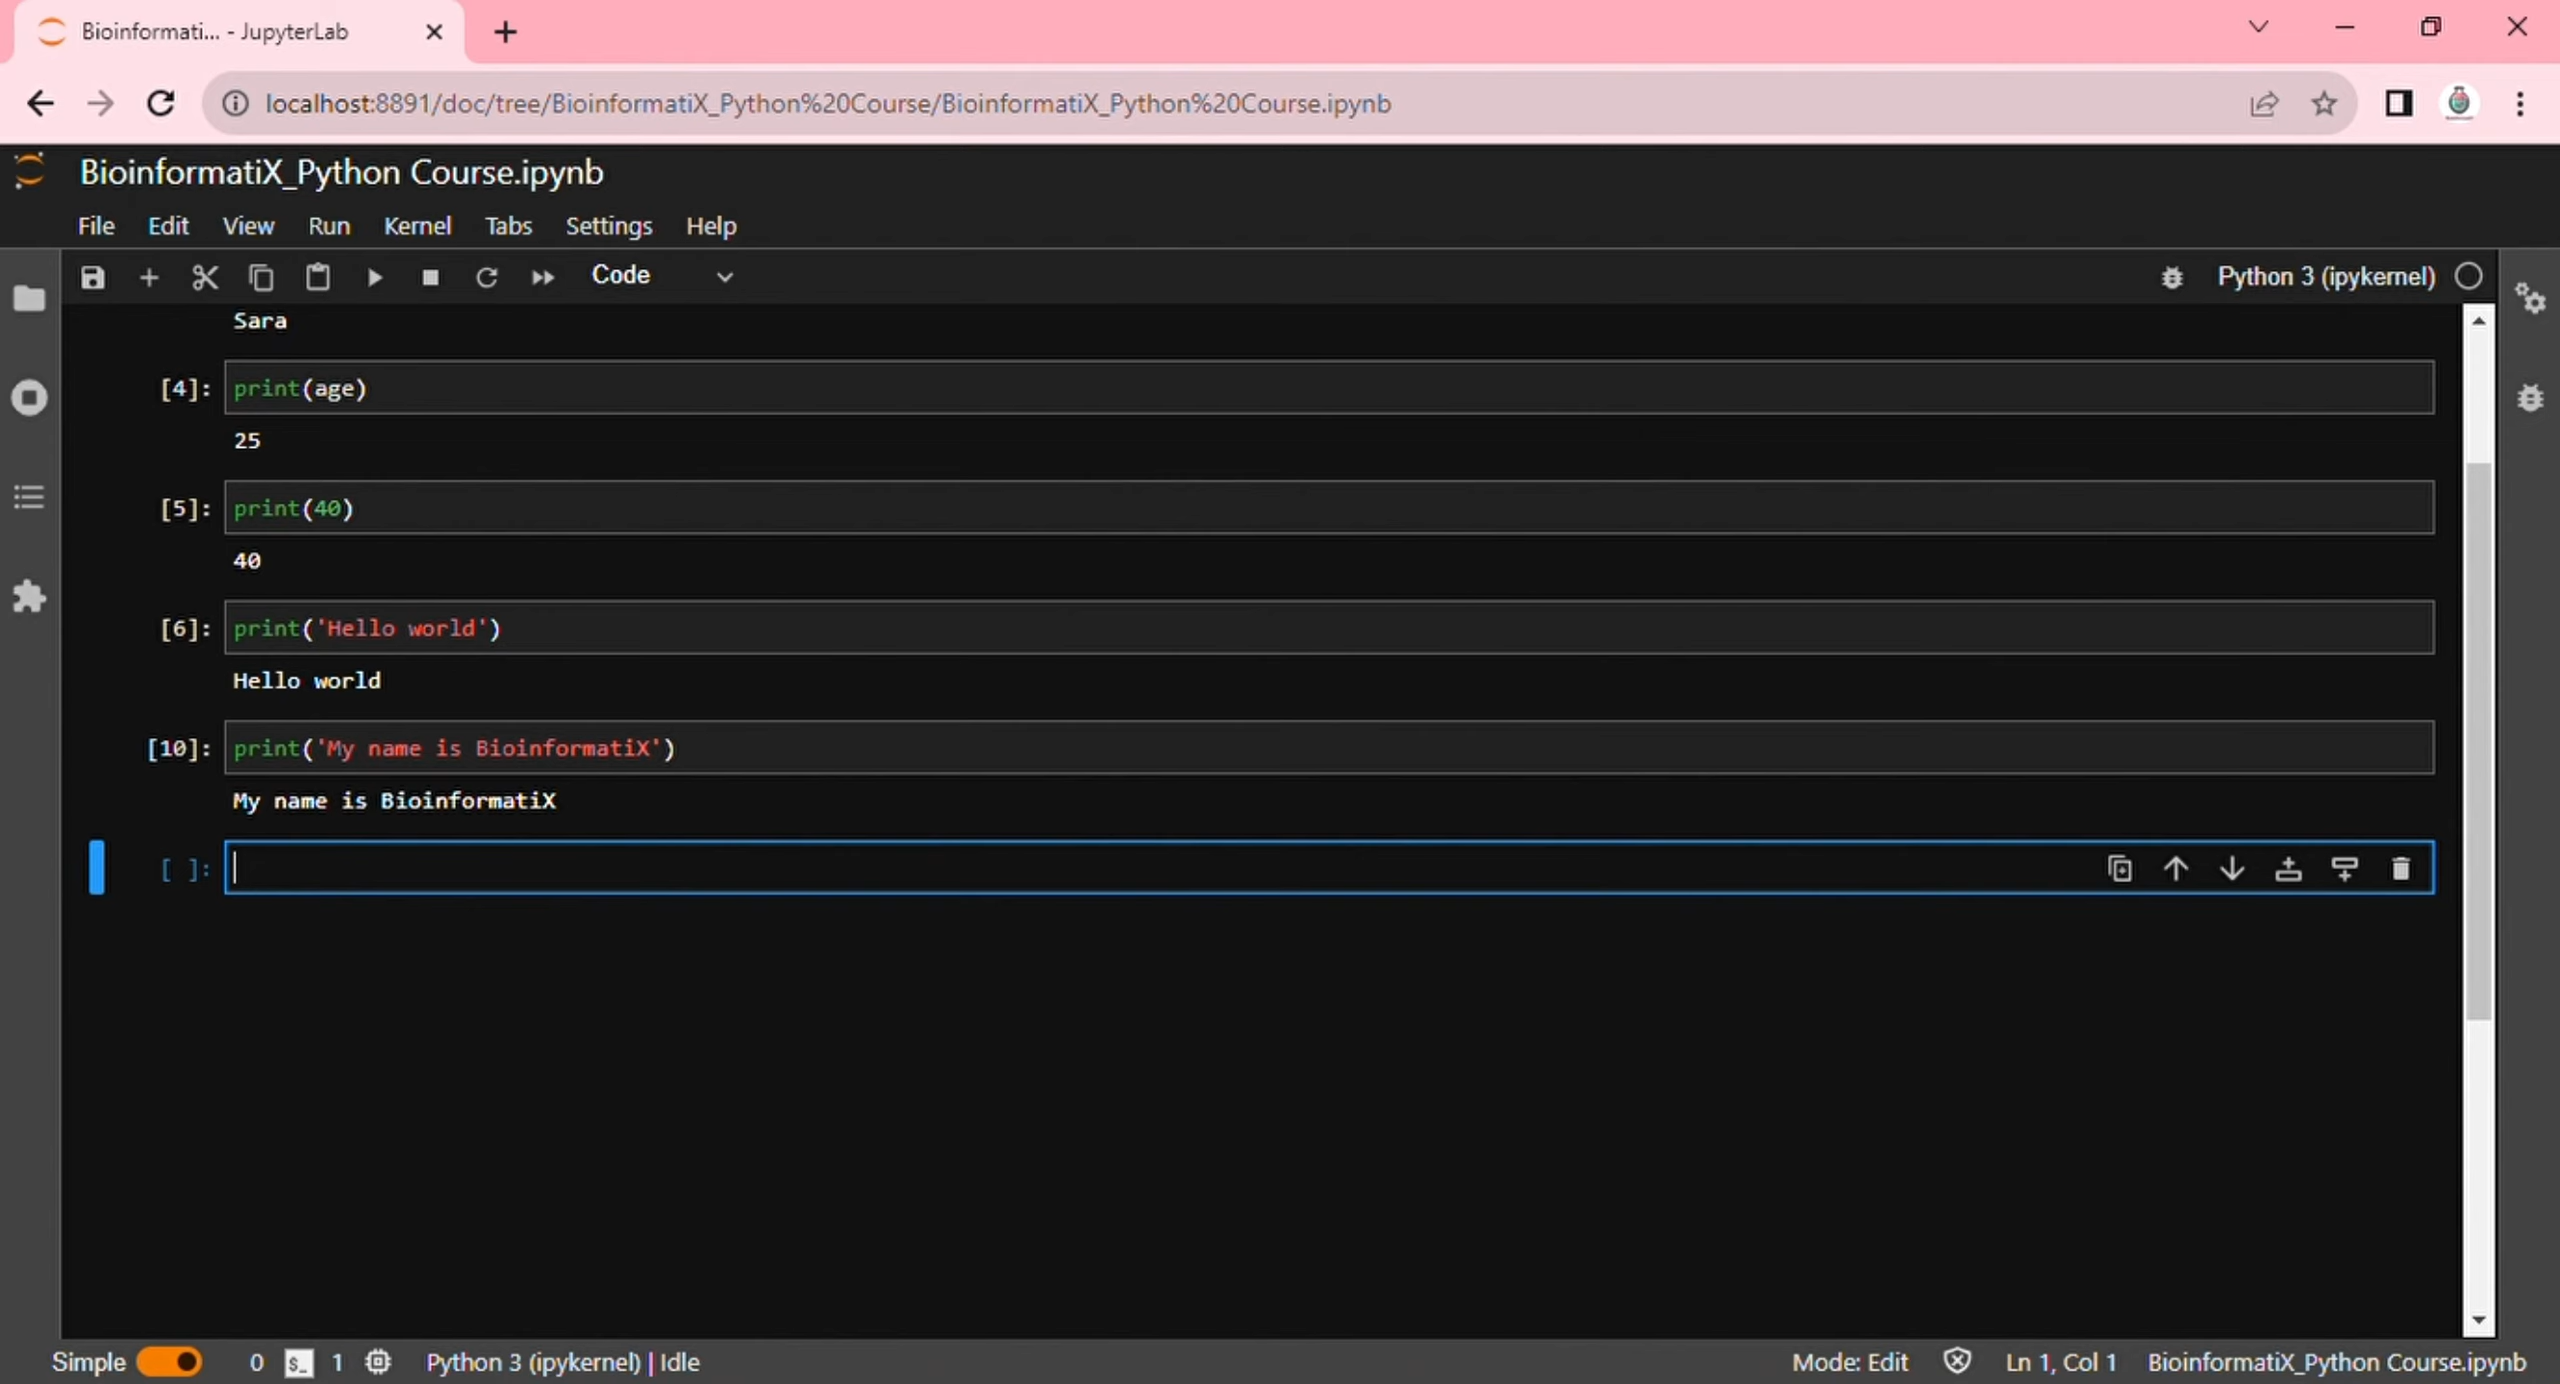 Bioinformati... - JupyterLab
localhost:8891/doc/tree/BioinformatiX_Python%20Course/BioinformatiX_Python%20Course.ipynb
BioinformatiX_Python Course.ipynb
File Edit View Run Kernel Tabs Settings Help
Code Python 3 (ipykernel)
Sara
[4]: print(age)
25
[5]: print(40)
40
[6]: print('Hello world')
Hello world
[10]: print('My name is BioinformatiX')
My name is BioinformatiX
[ ]:
Simple 0 $_ 1 Python 3 (ipykernel) | Idle Mode: Edit Ln 1, Col 1 BioinformatiX_Python Course.ipynb